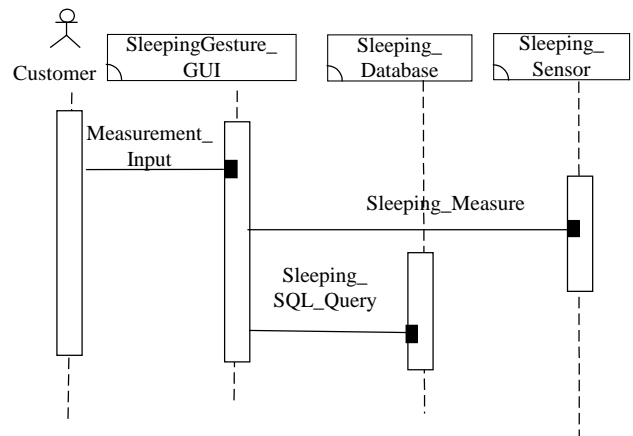 Customer
SleepingGesture_
GUI
Sleeping_
Database
Sleeping_
Sensor
Measurement_
Input
Sleeping_Measure
Sleeping_
SQL_Query